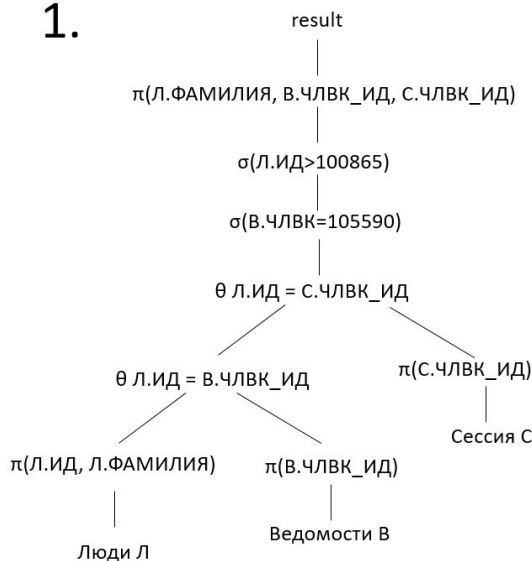 1.
result
π(Л.ФАМИЛИЯ, В.ЧЛВК_ИД, С.ЧЛВК_ИД)
σ(Л.ИД>100865)
σ(В.ЧЛВК=105590)
θ Л.ИД = С.ЧЛВК_ИД
θ Л.ИД = В.ЧЛВК_ИД
π(С.ЧЛВК_ИД)
Сессия С
π(Л.ИД, Л.ФАМИЛИЯ)
π(В.ЧЛВК_ИД)
Ведомости В
Люди Л